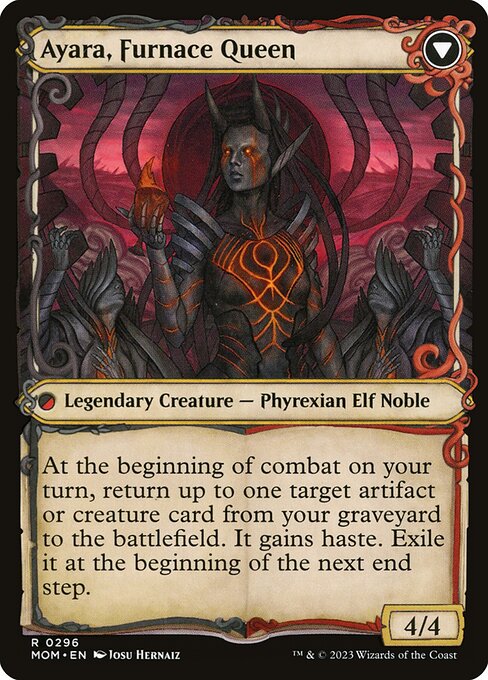 Ayara, Furnace Queen
Legendary Creature — Phyrexian Elf Noble
At the beginning of combat on your
turn, return up to one target artifact
or creature card from your graveyard
to the battlefield. It gains haste. Exile
it at the beginning of the next end
step.
4/4
R 0296
MOM • EN Josu Hernaiz
™ & © 2023 Wizards of the Coast